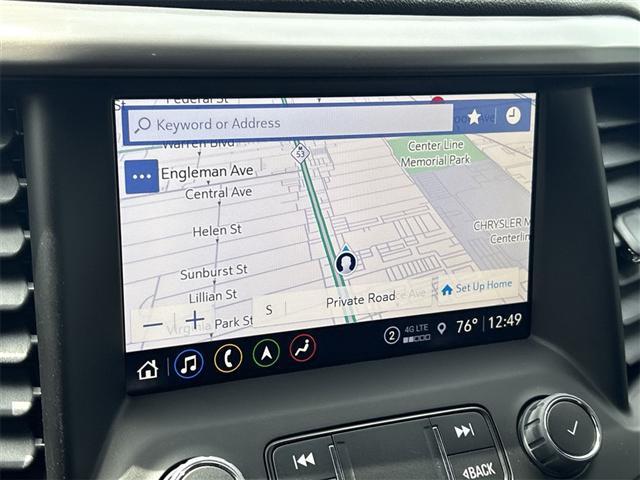 Federal St
Keyword or Address
Warren Blvd
53
Center Line
Memorial Park
Engleman Ave
Central Ave
Helen St
CHRYSLER M
Centerlin
Sunburst St
Lillian St
Set Up Home
S
Private Road
Virginia Park St
4G LTE
2
76° 12:49
BACK